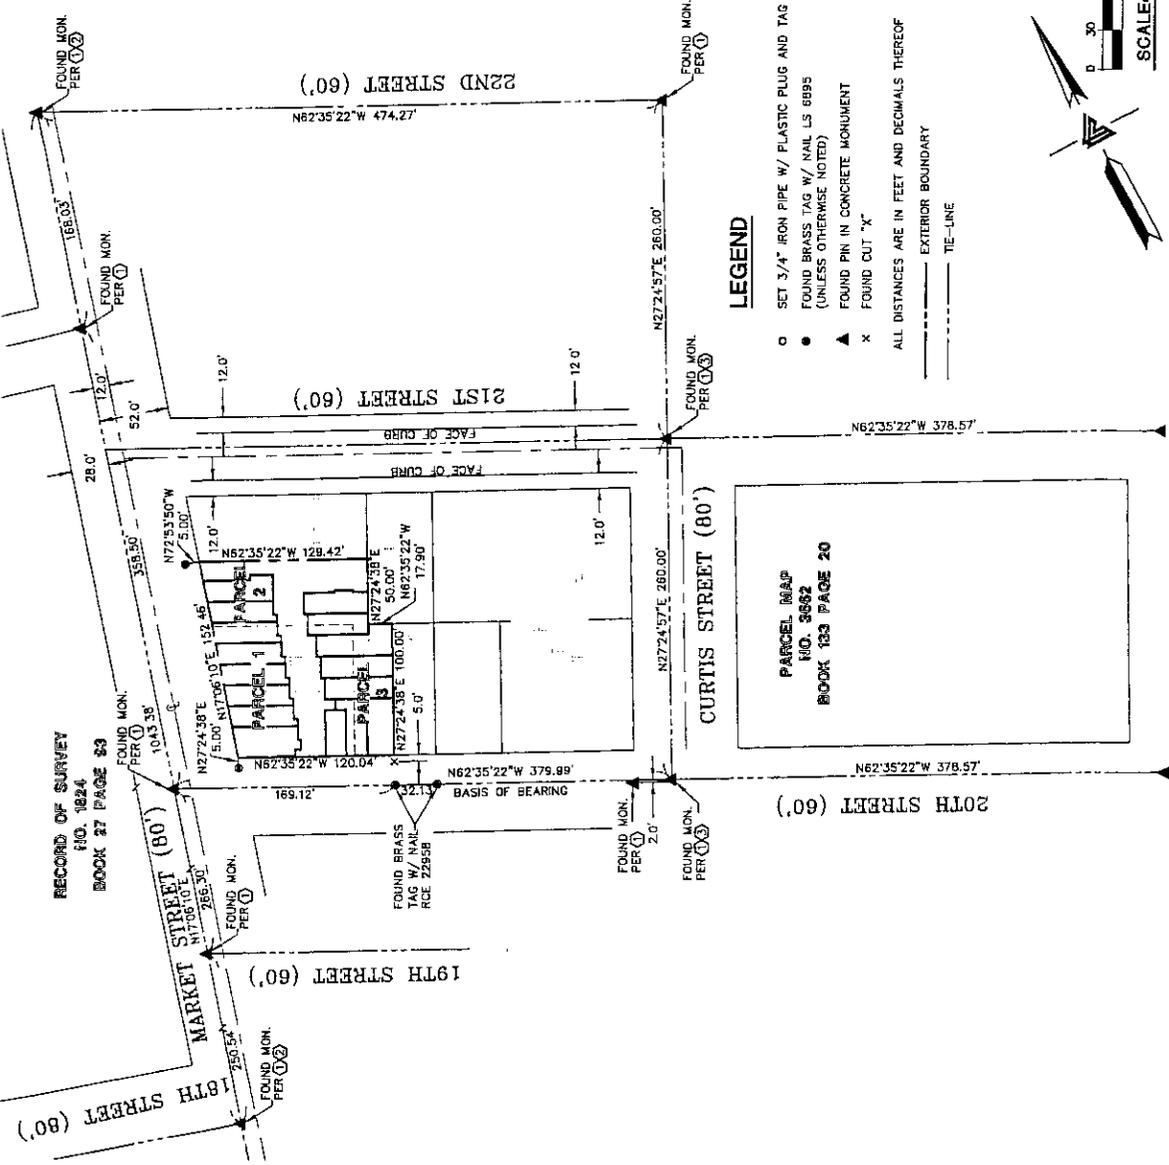 RECORD OF SURVEY
NO. 1824
BOOK 27 PAGE 93
FOUND MON.
PER 1 2
22ND STREET (60')
N62°35'22"W 474.27'
FOUND MON.
PER 1
168.03'
FOUND MON.
PER 1
12.0'
52.0'
28.0'
12.0'
12.0'
21ST STREET (60')
FACE OF CURB
FACE OF CURB
FOUND MON.
PER 1 3
N27°24'57"E 260.00'
N62°35'22"W 378.57'
358.50'
N72°53'50"W
5.00'
12.0'
12.0'
N62°35'22"W 129.42'
N27°24'38"E
50.00'
N62°35'22"W
17.90'
PARCEL
2
PARCEL 1
PARCEL
3
N17°06'10"E 152.46'
N27°24'38"E 100.00'
5.0'
N27°24'38"E
5.00'
N62°35'22"W 120.04'
FOUND MON.
PER 1
1043.38'
MARKET STREET (80')
N17°06'10"E
266.30'
169.12'
32.13'
N62°35'22"W 379.99'
BASIS OF BEARING
FOUND BRASS
TAG W/ NAIL
RCE 22958
FOUND MON.
PER 1
2.0'
FOUND MON.
PER 1 3
N27°24'57"E 260.00'
CURTIS STREET (80')
PARCEL MAP
NO. 3662
BOOK 133 PAGE 20
N62°35'22"W 378.57'
20TH STREET (60')
FOUND MON.
PER 1
19TH STREET (60')
250.54'
FOUND MON.
PER 1 2
18TH STREET (80')
LEGEND
SET 3/4" IRON PIPE W/ PLASTIC PLUG AND TAG
FOUND BRASS TAG W/ NAIL LS 6895
(UNLESS OTHERWISE NOTED)
FOUND PIN IN CONCRETE MONUMENT
x FOUND CUT "X"
ALL DISTANCES ARE IN FEET AND DECIMALS THEREOF
EXTERIOR BOUNDARY
TIE-LINE
0 30
SCALE